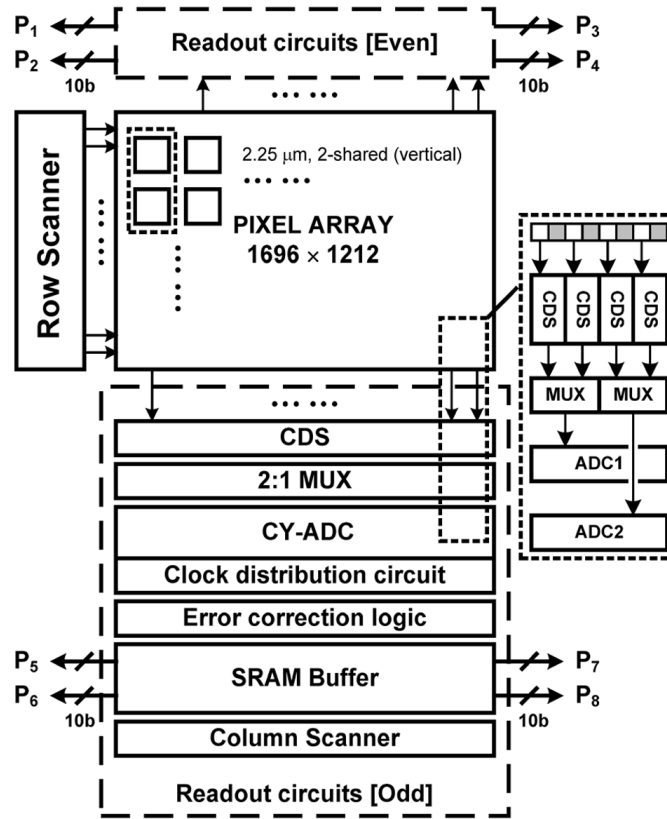 P1
P3
Readout circuits [Even]
P2
P4
10b
10b
... ...
Row Scanner
2.25 μm, 2-shared (vertical)
... ...
PIXEL ARRAY
1696 × 1212
CDS CDS CDS CDS
MUX MUX
ADC1
ADC2
... ...
CDS
2:1 MUX
CY-ADC
Clock distribution circuit
Error correction logic
P5
P7
SRAM Buffer
P6
P8
10b
10b
Column Scanner
Readout circuits [Odd]